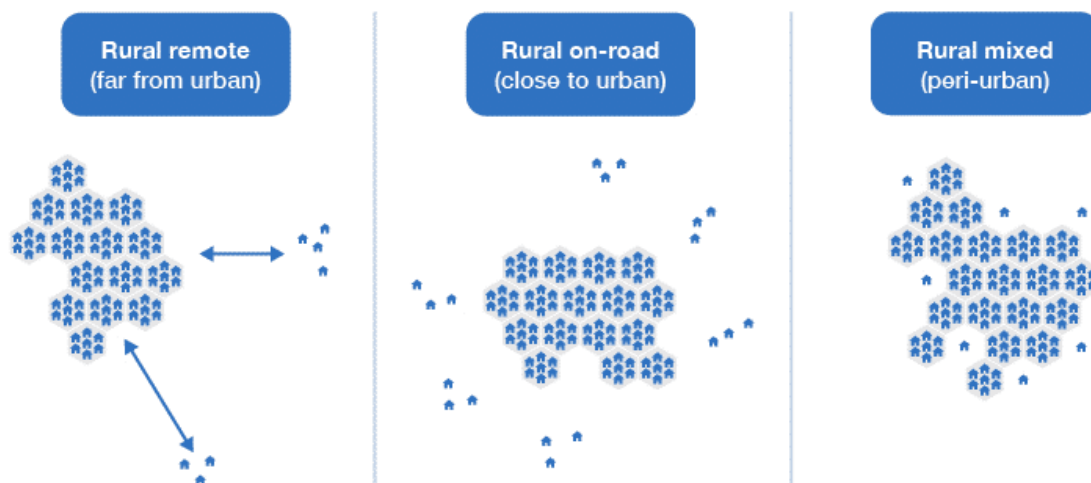 Rural remote
(far from urban)
Rural on-road
(close to urban)
Rural mixed
(peri-urban)